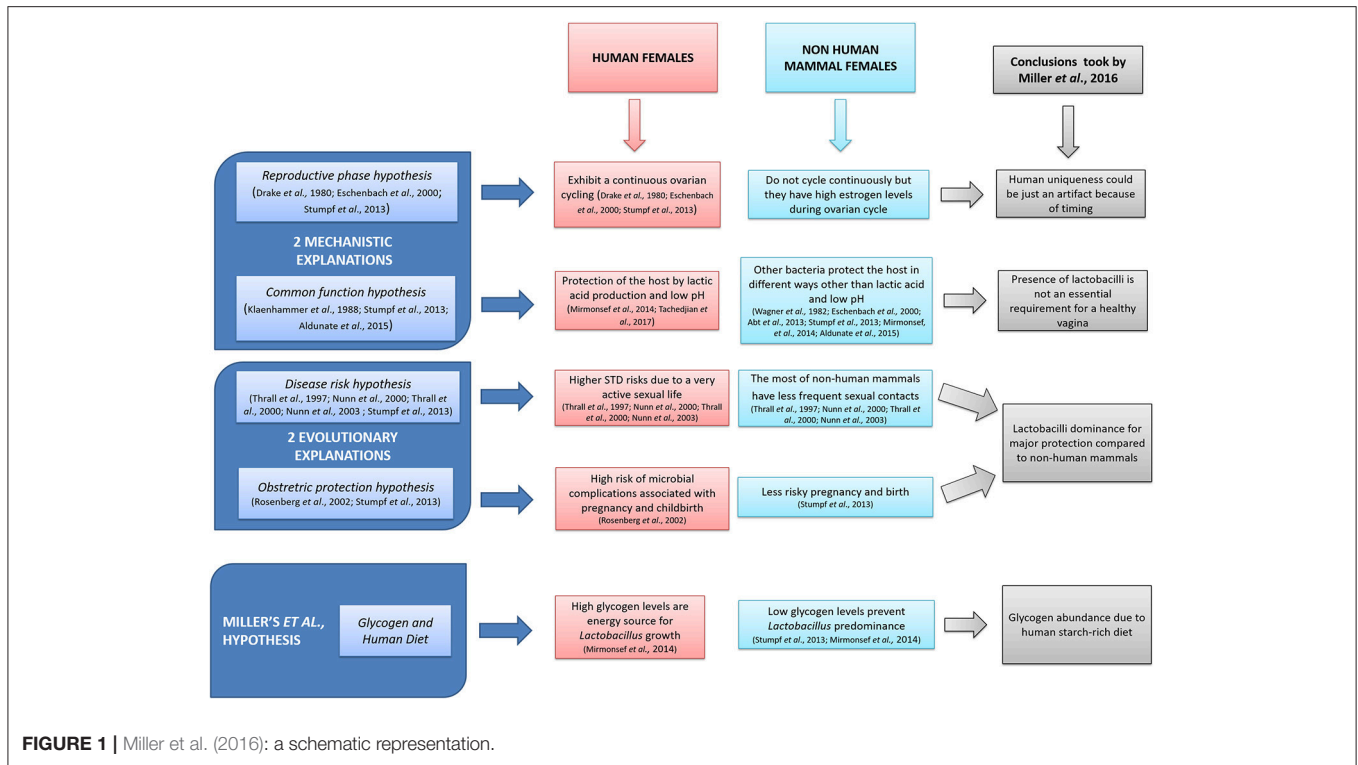 HUMAN FEMALES
NON HUMAN
MAMMAL FEMALES
Conclusions took by
Miller et al., 2016
Reproductive phase hypothesis
(Drake et al., 1980; Eschenbach et al., 2000;
Stumpf et al., 2013)
Exhibit a continuous ovarian
cycling (Drake et al., 1980; Eschenbach
et al., 2000; Stumpf et al., 2013)
Do not cycle continuously but
they have high estrogen levels
during ovarian cycle
Human uniqueness could
be just an artifact because
of timing
2 MECHANISTIC
EXPLANATIONS
Common function hypothesis
(Klaenhammer et al., 1988; Stumpf et al., 2013;
Aldunate et al., 2015)
Protection of the host by lactic
acid production and low pH
(Mirmonsef et al., 2014; Tachedjian et
al., 2017)
Other bacteria protect the host in
different ways other than lactic acid
and low pH
(Wagner et al., 1982; Eschenbach et al., 2000;
Abt et al., 2013; Stumpf et al., 2013; Mirmonsef,
et al., 2014; Aldunate et al., 2015)
Presence of lactobacilli is
not an essential
requirement for a healthy
vagina
Disease risk hypothesis
(Thrall et al., 1997; Nunn et al., 2000; Thrall
et al., 2000; Nunn et al., 2003 ; Stumpf et al., 2013)
Higher STD risks due to a very
active sexual life
(Thrall et al., 1997; Nunn et al., 2000; Thrall
et al., 2000; Nunn et al., 2003)
The most of non-human mammals
have less frequent sexual contacts
(Thrall et al., 1997; Nunn et al., 2000; Thrall et
al., 2000; Nunn et al., 2003)
Lactobacilli dominance for
major protection compared
to non-human mammals
2 EVOLUTIONARY
EXPLANATIONS
Obstretric protection hypothesis
(Rosenberg et al., 2002; Stumpf et al., 2013)
High risk of microbial
complications associated with
pregnancy and childbirth
(Rosenberg et al., 2002)
Less risky pregnancy and birth
(Stumpf et al., 2013)
MILLER'S ET AL.,
HYPOTHESIS
Glycogen and
Human Diet
High glycogen levels are
energy source for
Lactobacillus growth
(Mirmonsef et al., 2014)
Low glycogen levels prevent
Lactobacillus predominance
(Stumpf et al., 2013; Mirmonsef et al., 2014)
Glycogen abundance due to
human starch-rich diet
FIGURE 1 | Miller et al. (2016): a schematic representation.